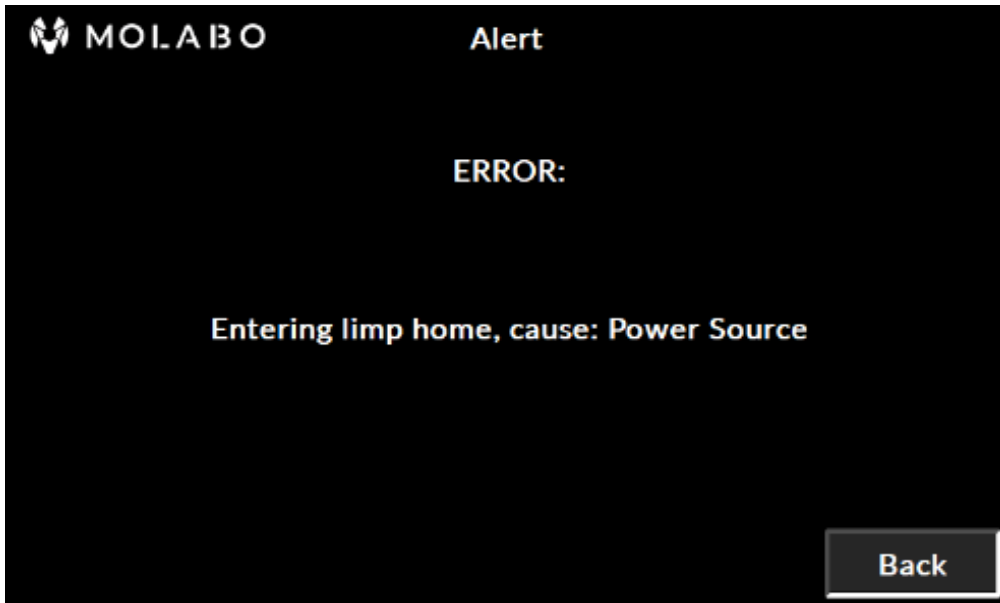 MOLABO
Alert
ERROR:
Entering limp home, cause: Power Source
Back